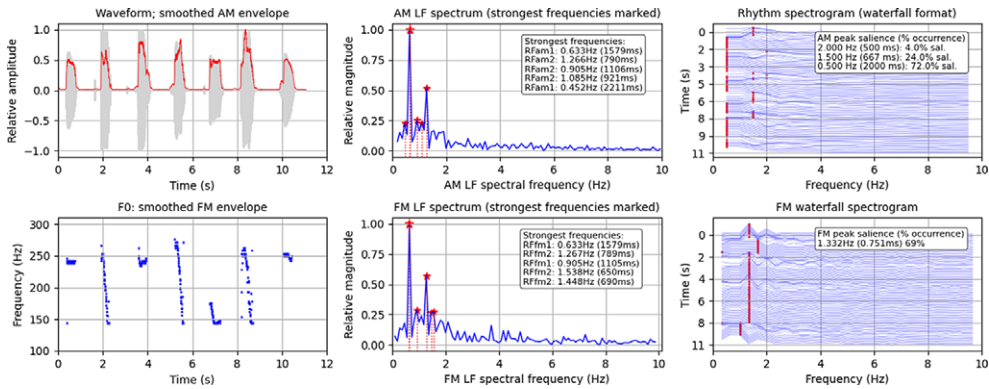 Waveform; smoothed AM envelope
Relative amplitude
1.0
0.5
0.0
−0.5
−1.0
0 2 4 6 8 10 12
Time (s)
AM LF spectrum (strongest frequencies marked)
Relative magnitude
1.00
0.75
0.50
0.25
0.00
Strongest frequencies:
RFam1: 0.633Hz (1579ms)
RFam2: 1.266Hz (790ms)
RFam2: 0.905Hz (1106ms)
RFam2: 1.085Hz (921ms)
RFam1: 0.452Hz (2211ms)
0 2 4 6 8 10
AM LF spectral frequency (Hz)
Rhythm spectrogram (waterfall format)
Time (s)
0
2
3
5
6
8
9
11
AM peak salience (% occurrence)
2.000 Hz (500 ms): 4.0% sal.
1.500 Hz (667 ms): 24.0% sal.
0.500 Hz (2000 ms): 72.0% sal.
0 2 4 6 8 10
Frequency (Hz)
F0: smoothed FM envelope
Frequency (Hz)
300
250
200
150
100
0 2 4 6 8 10 12
Time (s)
FM LF spectrum (strongest frequencies marked)
Relative magnitude
1.00
0.75
0.50
0.25
0.00
Strongest frequencies:
RFfm1: 0.633Hz (1579ms)
RFfm2: 1.267Hz (789ms)
RFfm1: 0.905Hz (1105ms)
RFfm2: 1.538Hz (650ms)
RFfm2: 1.448Hz (690ms)
0 2 4 6 8 10
FM LF spectral frequency (Hz)
FM waterfall spectrogram
Time (s)
0
2
4
6
8
11
FM peak salience (% occurrence)
1.332Hz (0.751ms) 69%
0 2 4 6 8 10
Frequency (Hz)